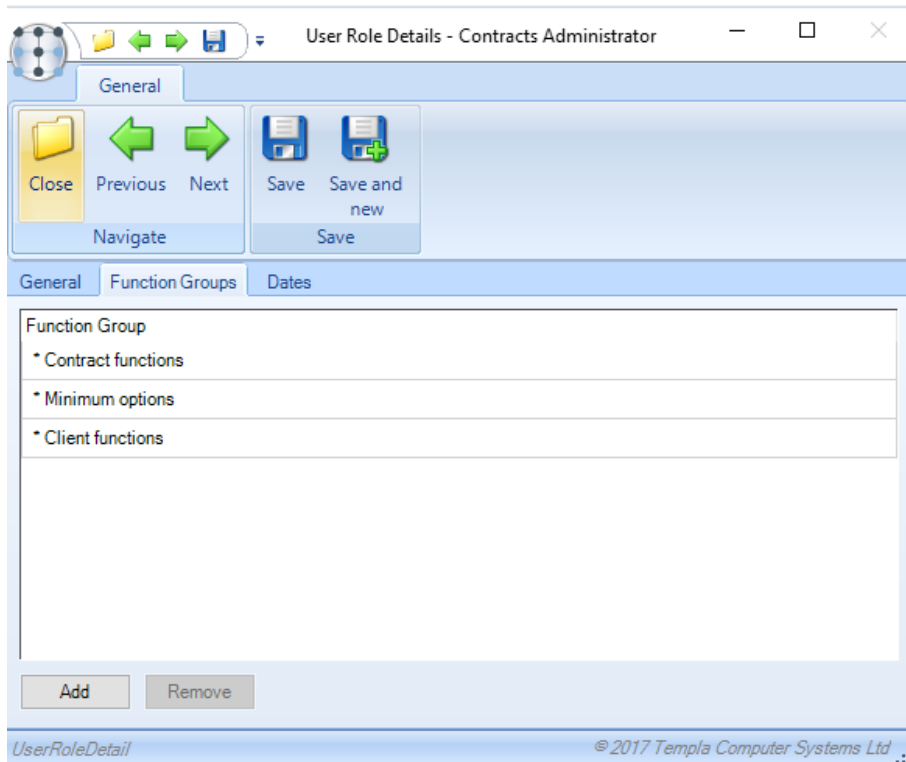 User Role Details - Contracts Administrator
General
Close Previous Next Save Save and new
Navigate Save
General Function Groups Dates
Function Group
* Contract functions
* Minimum options
* Client functions
Add Remove
UserRoleDetail © 2017 Templa Computer Systems Ltd